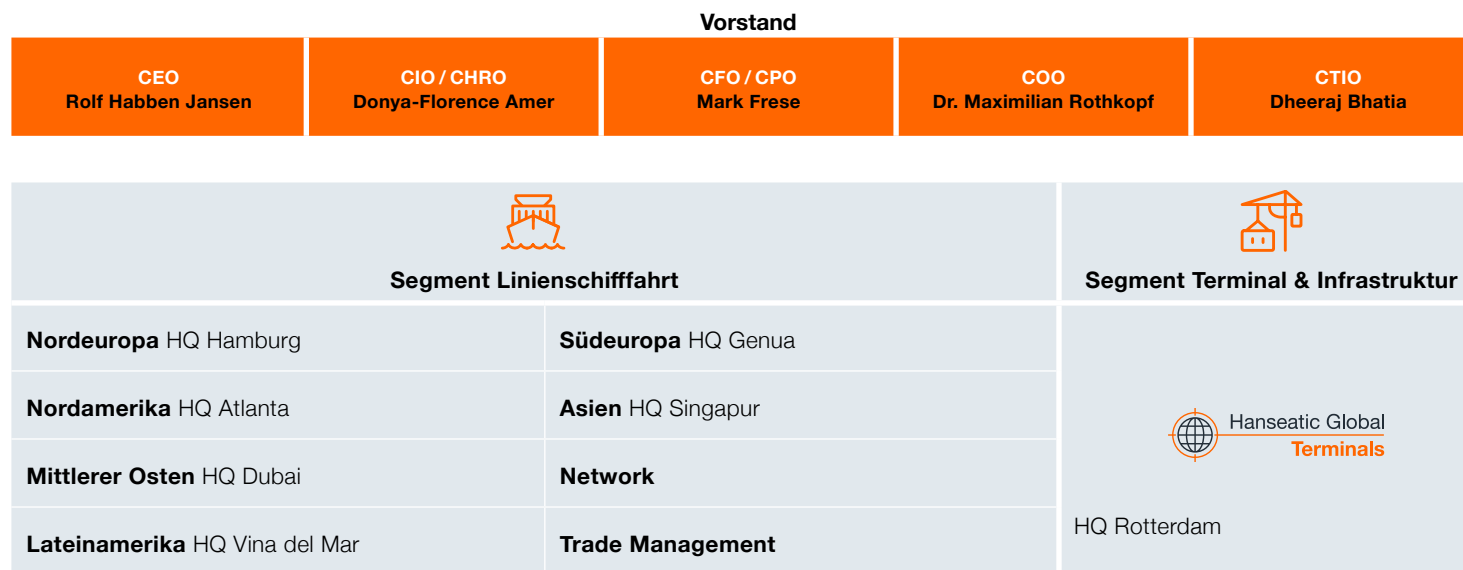 Vorstand
CEO
Rolf Habben Jansen
CIO / CHRO
Donya-Florence Amer
CFO / CPO
Mark Frese
COO
Dr. Maximilian Rothkopf
CTIO
Dheeraj Bhatia
Segment Linienschifffahrt
Segment Terminal & Infrastruktur
Nordeuropa HQ Hamburg
Südeuropa HQ Genua
Nordamerika HQ Atlanta
Asien HQ Singapur
Mittlerer Osten HQ Dubai
Network
Lateinamerika HQ Vina del Mar
Trade Management
Hanseatic Global
Terminals
HQ Rotterdam